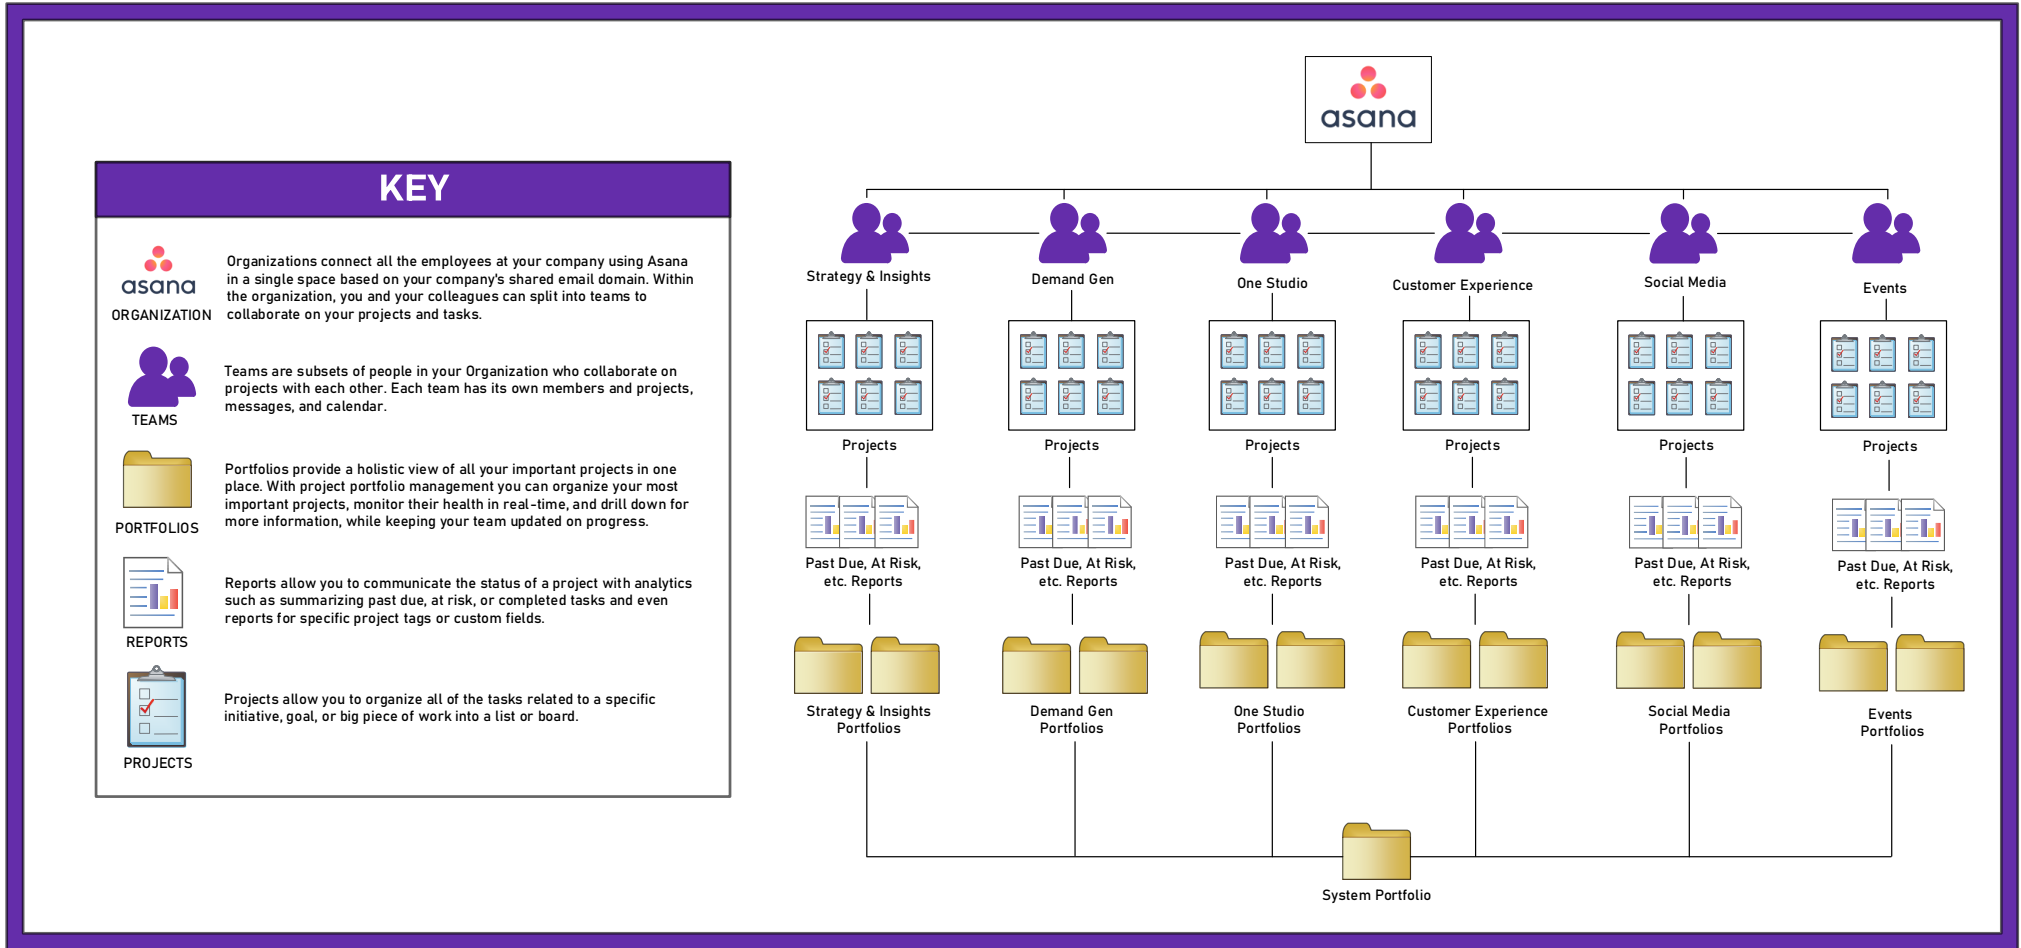 asana
KEY
asana
ORGANIZATION
Organizations connect all the employees at your company using Asana
in a single space based on your company's shared email domain. Within
the organization, you and your colleagues can split into teams to
collaborate on your projects and tasks.
TEAMS
Teams are subsets of people in your Organization who collaborate on
projects with each other. Each team has its own members and projects,
messages, and calendar.
PORTFOLIOS
Portfolios provide a holistic view of all your important projects in one
place. With project portfolio management you can organize your most
important projects, monitor their health in real-time, and drill down for
more information, while keeping your team updated on progress.
REPORTS
Reports allow you to communicate the status of a project with analytics
such as summarizing past due, at risk, or completed tasks and even
reports for specific project tags or custom fields.
PROJECTS
Projects allow you to organize all of the tasks related to a specific
initiative, goal, or big piece of work into a list or board.
Strategy & Insights
Demand Gen
One Studio
Customer Experience
Social Media
Events
Projects
Projects
Projects
Projects
Projects
Projects
Past Due, At Risk,
etc. Reports
Past Due, At Risk,
etc. Reports
Past Due, At Risk,
etc. Reports
Past Due, At Risk,
etc. Reports
Past Due, At Risk,
etc. Reports
Past Due, At Risk,
etc. Reports
Strategy & Insights
Portfolios
Demand Gen
Portfolios
One Studio
Portfolios
Customer Experience
Portfolios
Social Media
Portfolios
Events
Portfolios
System Portfolio